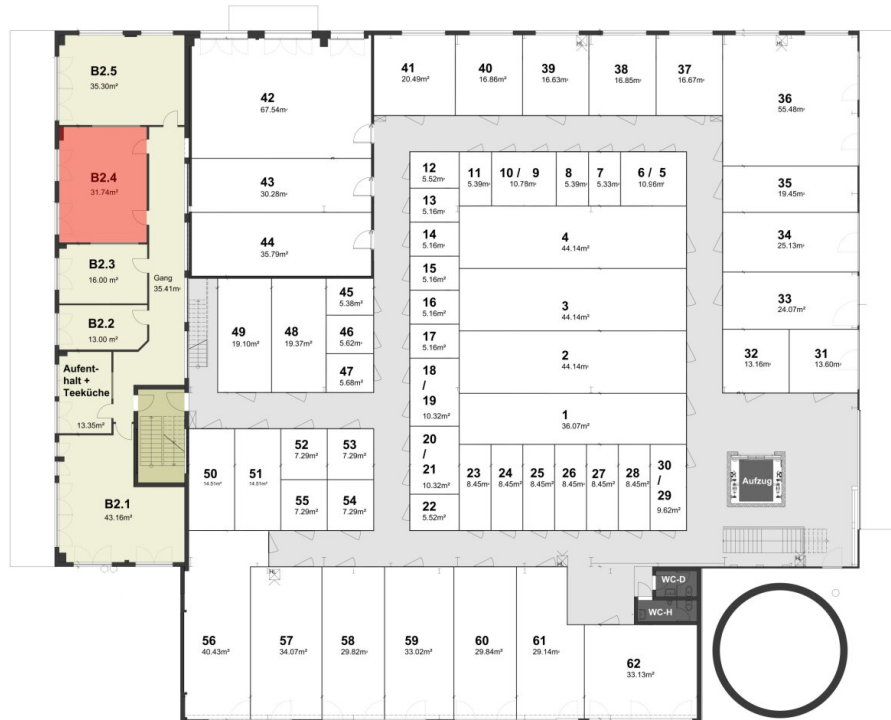 B2.5
35.30m²
B2.4
31.74m²
B2.3
16.00 m²
B2.2
13.00 m²
Gang
35.41m²
Aufent-
halt +
Teeküche
13.35m²
B2.1
43.16m²
42
67.54m²
43
30.28m²
44
35.79m²
41
20.49m²
40
16.86m²
39
16.63m²
38
16.85m²
37
16.67m²
36
55.48m²
35
19.45m²
34
25.13m²
33
24.07m²
32
13.16m²
31
13.60m²
12
5.52m²
11
5.39m²
10 / 9
10.78m²
8
5.39m²
7
5.33m²
6 / 5
10.96m²
13
5.16m²
14
5.16m²
15
5.16m²
16
5.16m²
17
5.16m²
18
/
19
10.32m²
20
/
21
10.32m²
22
5.52m²
4
44.14m²
3
44.14m²
2
44.14m²
1
36.07m²
23
8.45m²
24
8.45m²
25
8.45m²
26
8.45m²
27
8.45m²
28
8.45m²
30
/
29
9.62m²
49
19.10m²
48
19.37m²
45
5.38m²
46
5.62m²
47
5.68m²
50
14.51m²
51
14.51m²
52
7.29m²
53
7.29m²
55
7.29m²
54
7.29m²
Aufzug
WC-D
WC-H
56
40.43m²
57
34.07m²
58
29.82m²
59
33.02m²
60
29.84m²
61
29.14m²
62
33.13m²